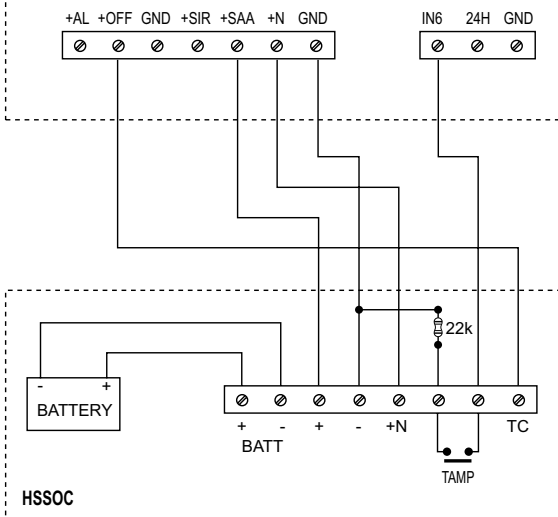 +AL +OFF GND +SIR +SAA +N GND
IN6 24H GND
22k
- +
BATTERY
+ - + - +N TC
BATT
TAMP
HSSOC